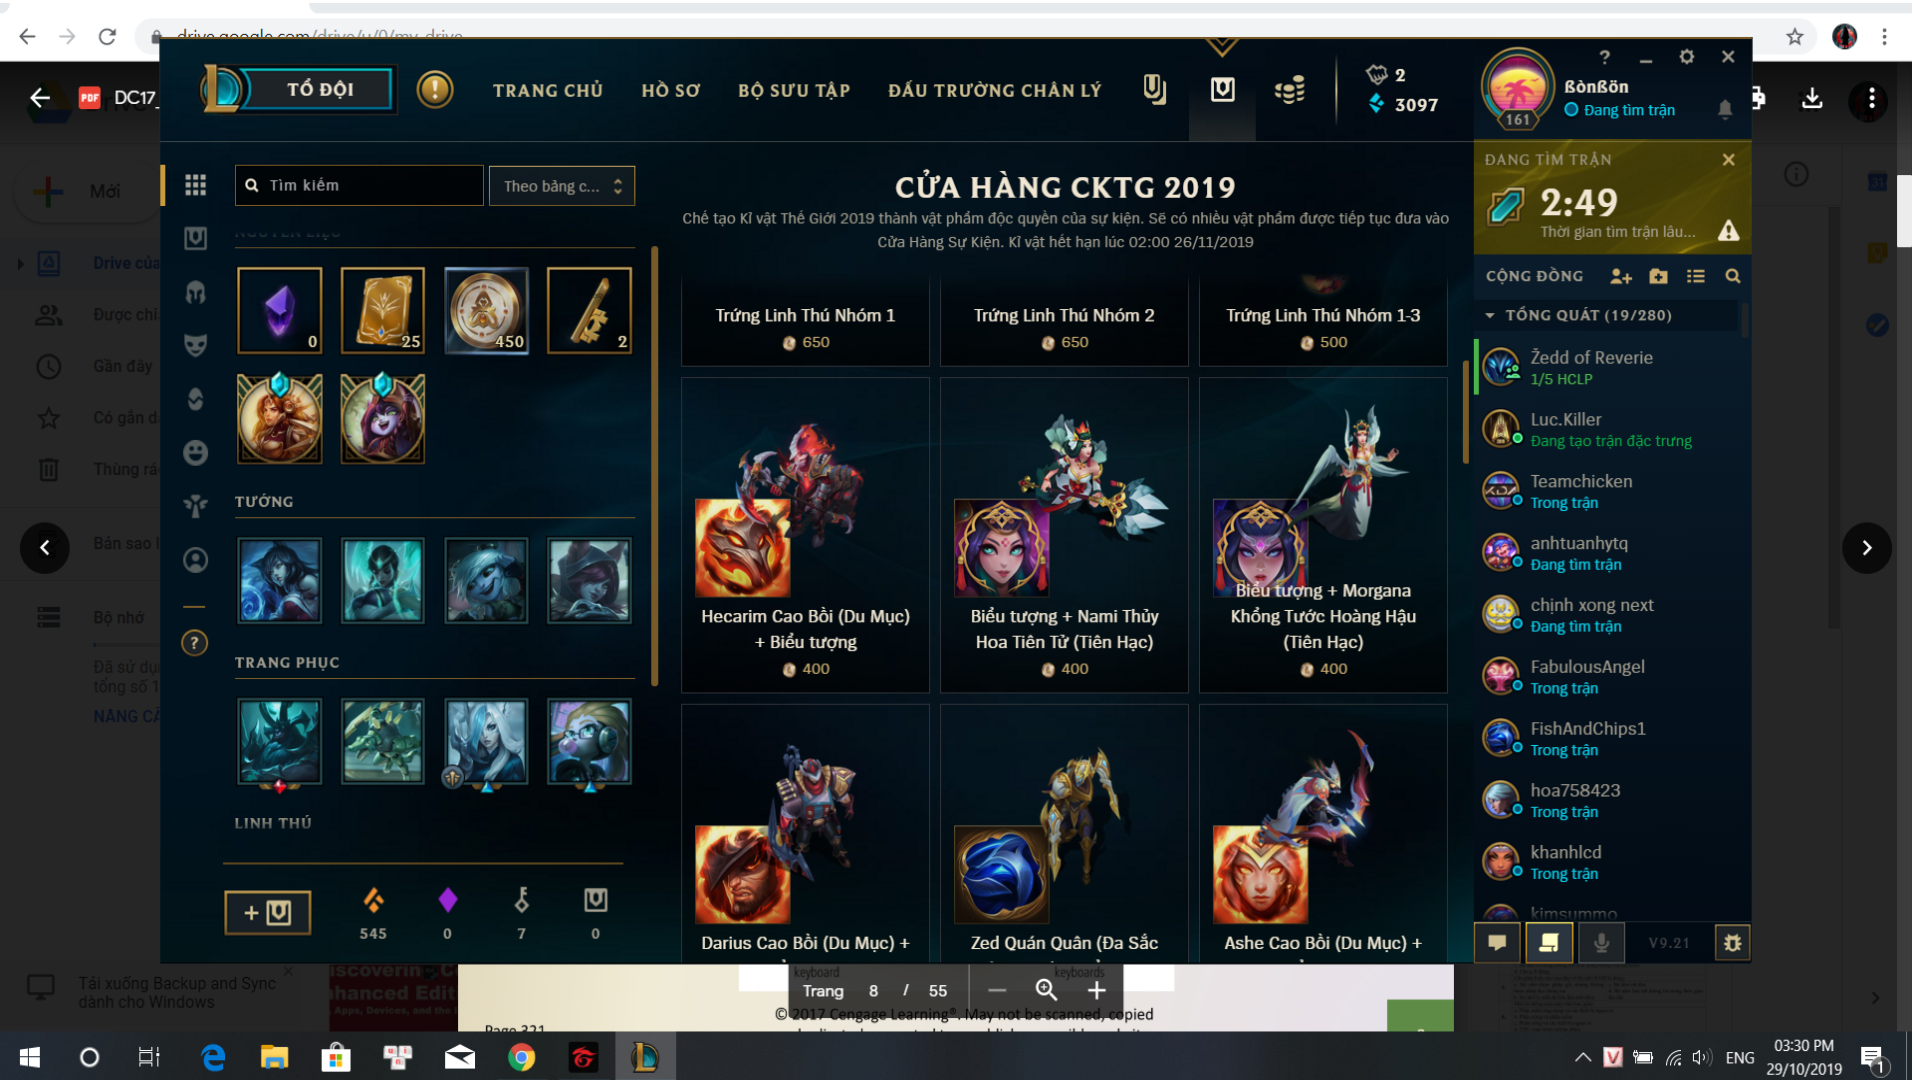 drive.google.com/drive/u/0/my-drive
PDF DC17_
TỔ ĐỘI
TRANG CHỦ
HỒ SƠ
BỘ SƯU TẬP
ĐẤU TRƯỜNG CHÂN LÝ
2
3097
161
ßònßön
Đang tìm trận
ĐANG TÌM TRẬN
2:49
Thời gian tìm trận lâu...
Mới
Drive của
Được chi
Gần đây
Có gắn d
Thùng rá
Bản sao l
Bộ nhớ
Đã sử dụ
tổng số 1
NÂNG CẤ
Tải xuống Backup and Sync
dành cho Windows
Tìm kiếm
Theo bảng c...
NGUYÊN LIỆU
0
25
450
2
TƯỚNG
TRANG PHỤC
LINH THÚ
545
0
7
0
CỬA HÀNG CKTG 2019
Chế tạo Kỉ vật Thế Giới 2019 thành vật phẩm độc quyền của sự kiện. Sẽ có nhiều vật phẩm được tiếp tục đưa vào
Cửa Hàng Sự Kiện. Kỉ vật hết hạn lúc 02:00 26/11/2019
Trứng Linh Thú Nhóm 1
650
Trứng Linh Thú Nhóm 2
650
Trứng Linh Thú Nhóm 1-3
500
Hecarim Cao Bồi (Du Mục)
+ Biểu tượng
400
Biểu tượng + Nami Thủy
Hoa Tiên Tử (Tiên Hạc)
400
Biểu tượng + Morgana
Khổng Tước Hoàng Hậu
(Tiên Hạc)
400
Darius Cao Bồi (Du Mục) +
Zed Quán Quân (Đa Sắc
Ashe Cao Bồi (Du Mục) +
CỘNG ĐỒNG
TỔNG QUÁT (19/280)
Žedd of Reverie
1/5 HCLP
Luc.Killer
Đang tạo trận đặc trưng
Teamchicken
Trong trận
anhtuanhytq
Đang tìm trận
chịnh xong next
Đang tìm trận
FabulousAngel
Trong trận
FishAndChips1
Trong trận
hoa758423
Trong trận
khanhlcd
Trong trận
kimsummo
V9.21
keyboard
keyboards
Trang 8 / 55
© 2017 Cengage Learning®. May not be scanned, copied
Page 321
ENG
03:30 PM
29/10/2019
1